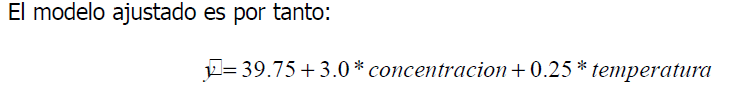 El modelo ajustado es por tanto:
y = 39.75 + 3.0 * concentracion + 0.25 * temperatura